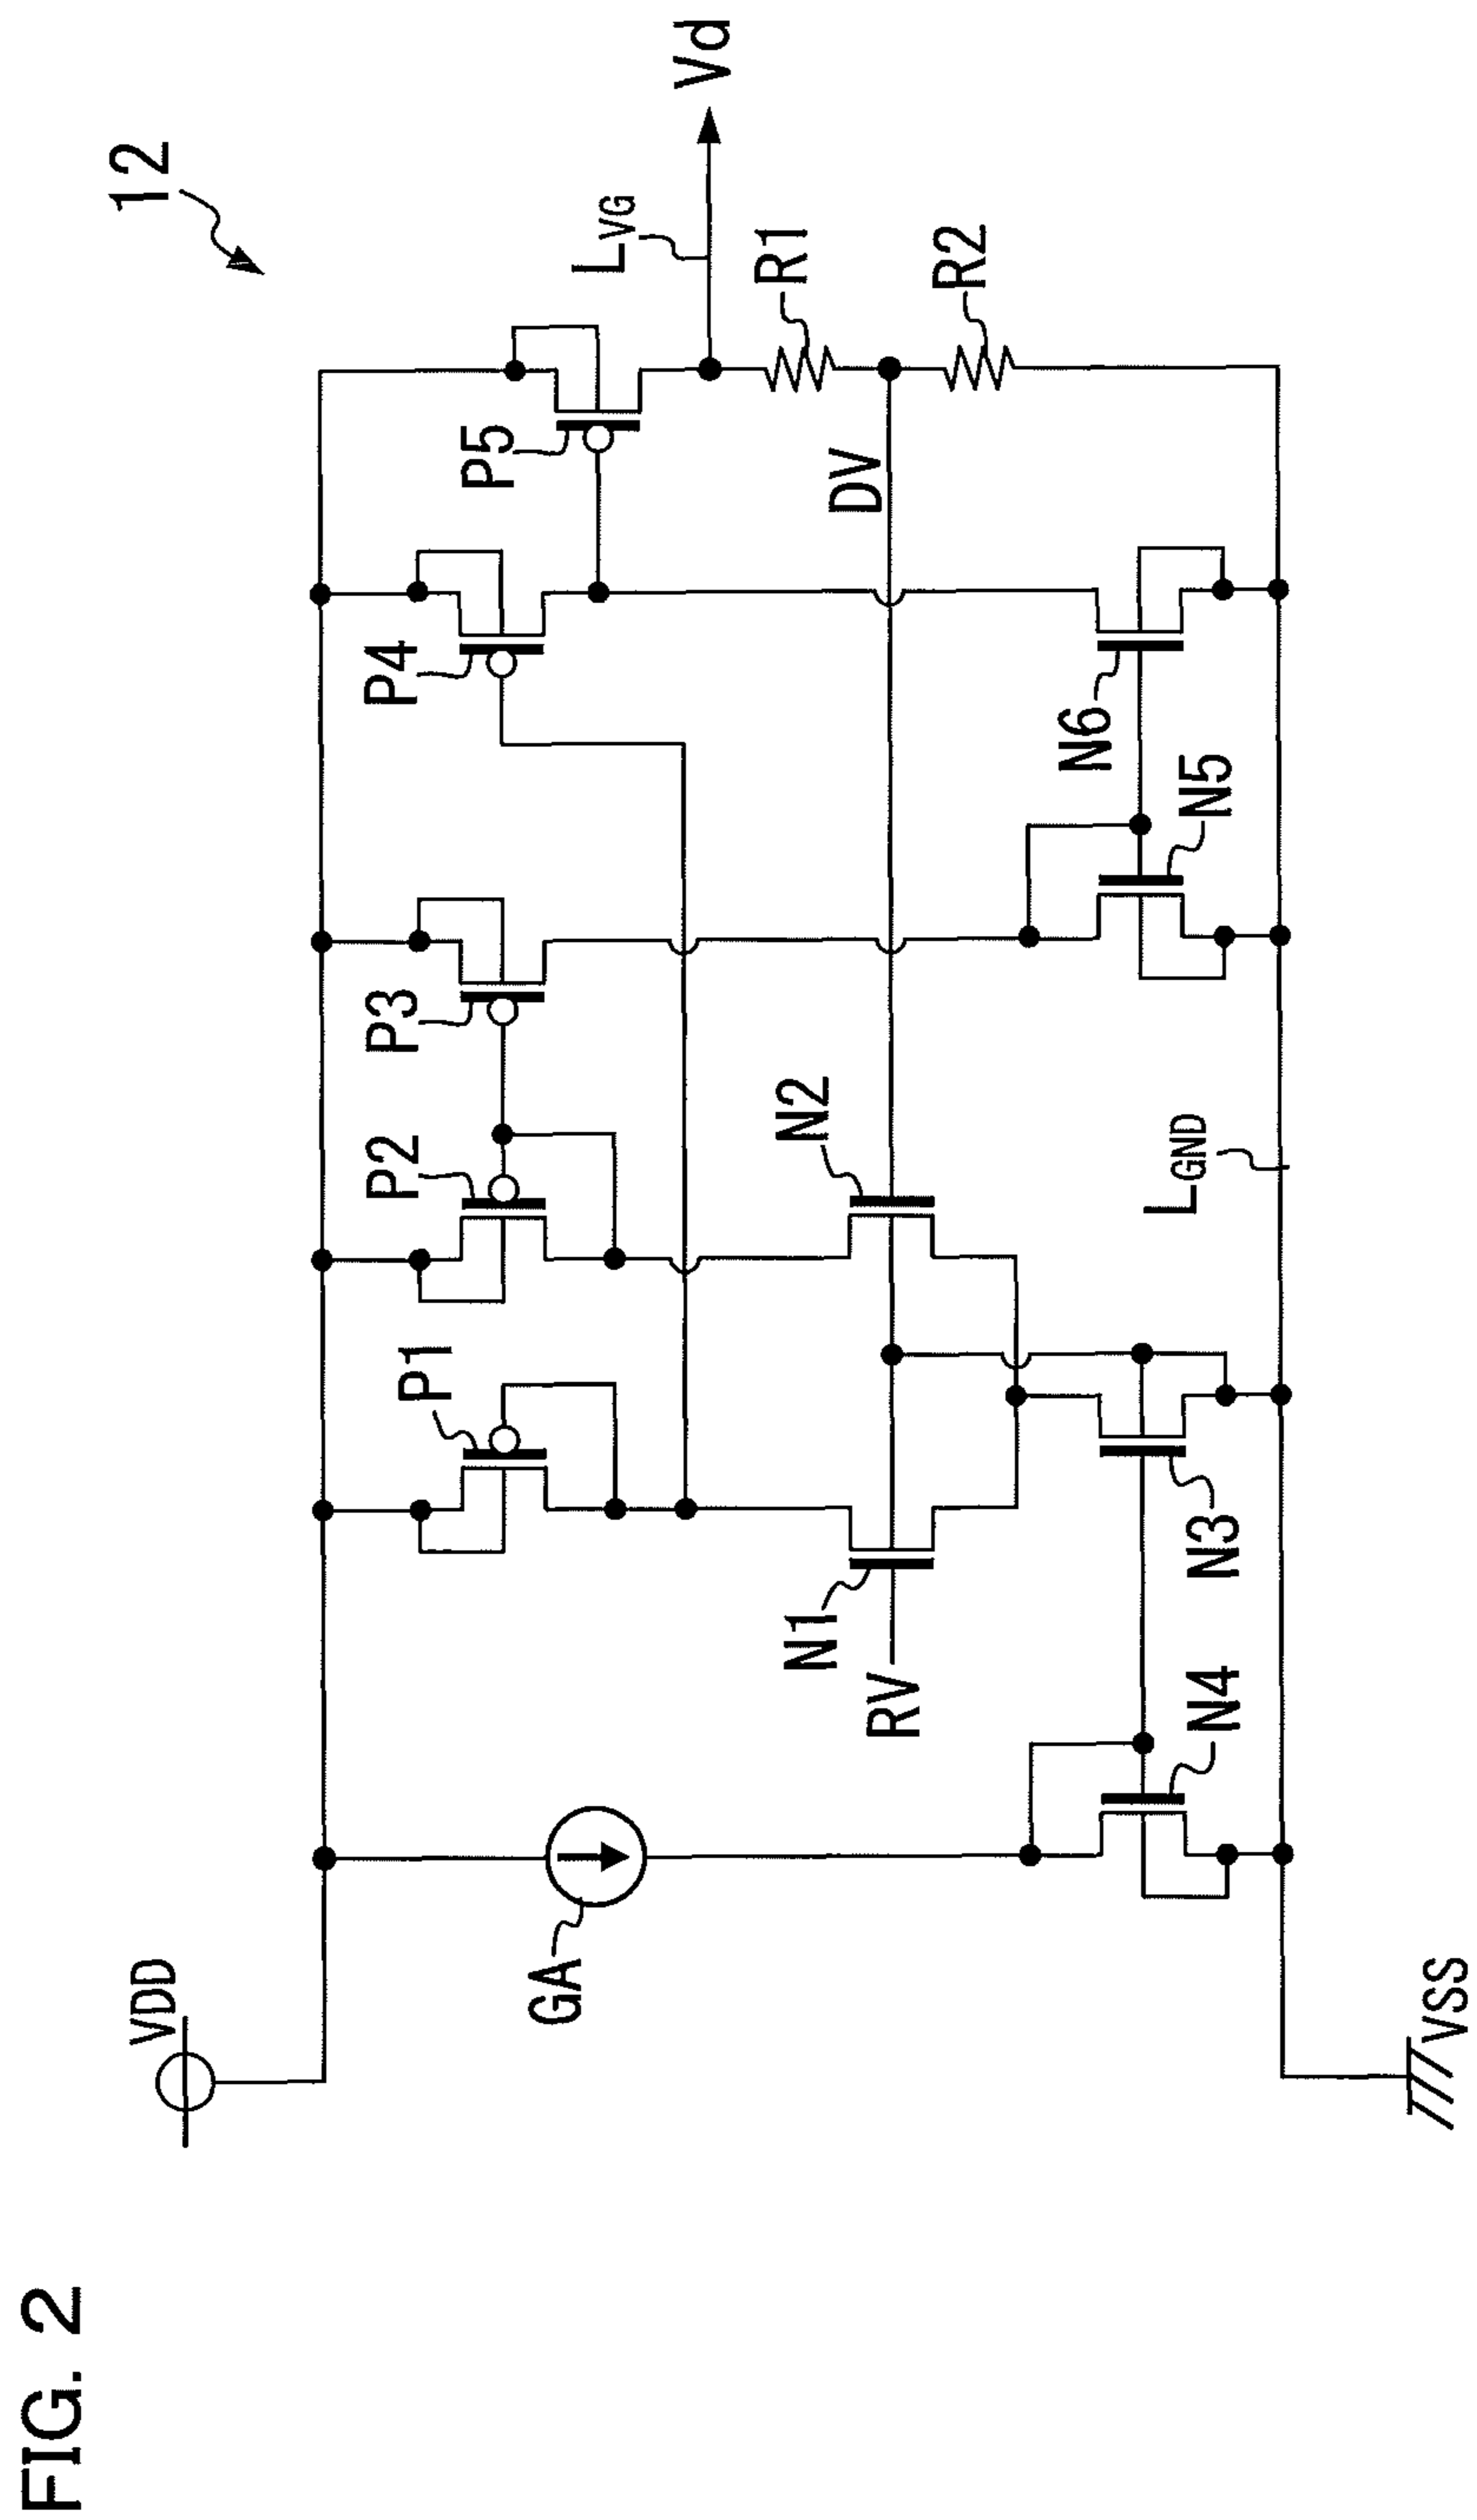 FIG. 2
12
VDD
GA
P1
P2
P3
P4
P5
LVG
Vd
R1
R2
DV
N1
RV
N2
N3
N4
N5
N6
LGND
VSS